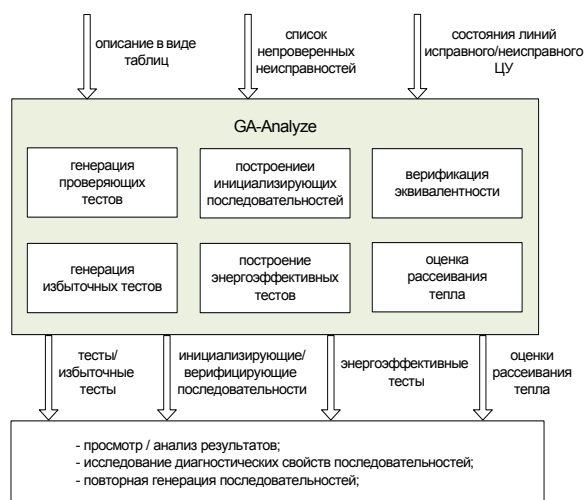 описание в виде
таблиц
список
непроверенных
неисправностей
состояния линий
исправного/неисправного
ЦУ
GA-Analyze
генерация
проверяющих
тестов
построениеи
инициализирующих
последовательностей
верификация
эквивалентности
генерация
избыточных тестов
построение
энергоэффективных
тестов
оценка
рассеивания
тепла
тесты/
избыточные
тесты
инициализирующие/
верифицирующие
последовательности
энергоэффективные
тесты
оценки
рассеивания
тепла
- просмотр / анализ результатов;
- исследование диагностических свойств последовательностей;
- повторная генерация последовательностей;